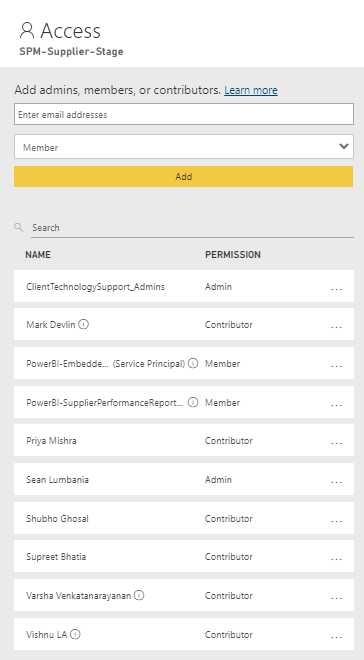 Access
SPM-Supplier-Stage
Add admins, members, or contributors. Learn more
Enter email addresses
Member
Add
Search
NAME PERMISSION
ClientTechnologySupport_Admins Admin ...
Mark Devlin Contributor ...
PowerBI-Embedde... (Service Principal) Member ...
PowerBI-SupplierPerformanceReport... Member ...
Priya Mishra Contributor ...
Sean Lumbania Admin ...
Shubho Ghosal Contributor ...
Supreet Bhatia Contributor ...
Varsha Venkatanarayanan Contributor ...
Vishnu LA Contributor ...